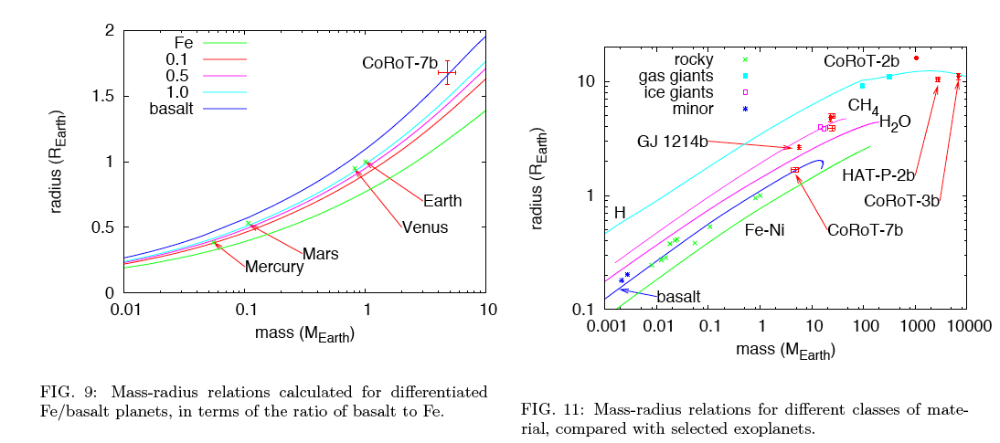 2
1.5
1
0.5
0
0.01
0.1
1
10
radius (R_Earth)
mass (M_Earth)
Fe
0.1
0.5
1.0
basalt
CoRoT-7b
Earth
Venus
Mars
Mercury
FIG. 9: Mass-radius relations calculated for differentiated
Fe/basalt planets, in terms of the ratio of basalt to Fe.
10
1
0.1
0.001
0.01
0.1
1
10
100
1000
10000
radius (R_Earth)
mass (M_Earth)
rocky
gas giants
ice giants
minor
CoRoT-2b
CH4
H2O
GJ 1214b
HAT-P-2b
CoRoT-3b
H
Fe-Ni
CoRoT-7b
basalt
FIG. 11: Mass-radius relations for different classes of mate-
rial, compared with selected exoplanets.